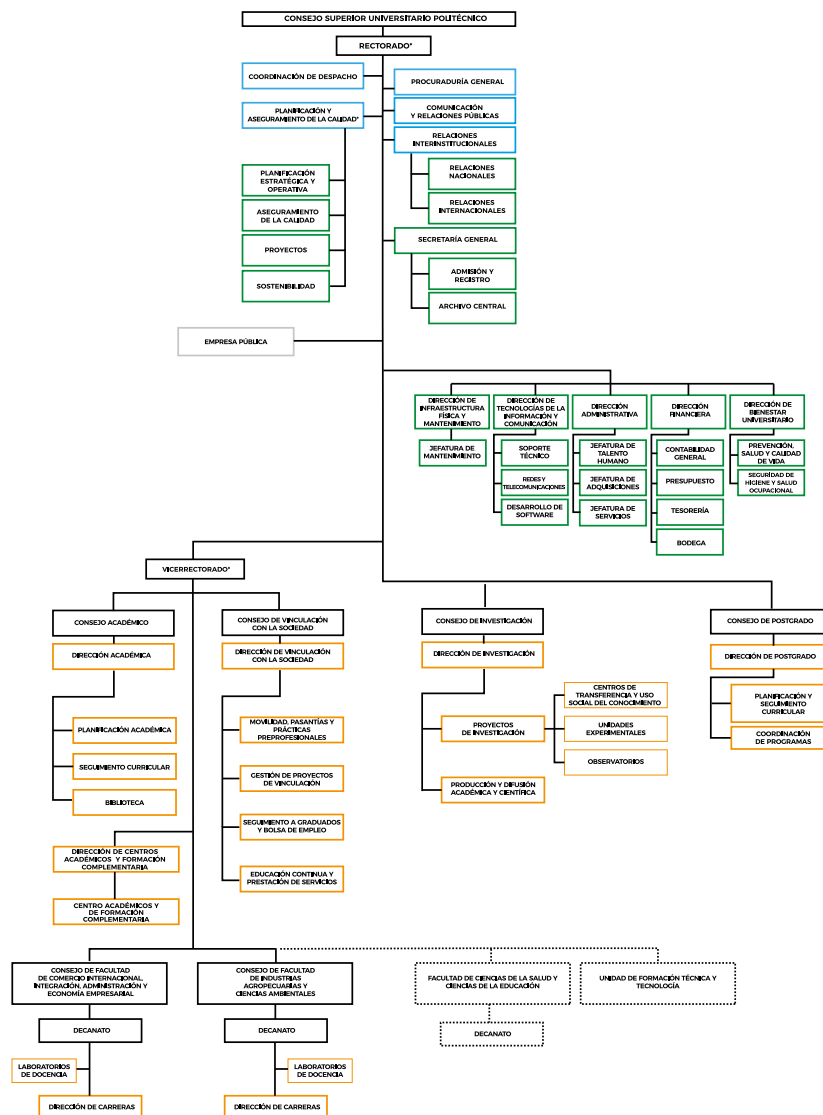 CONSEJO SUPERIOR UNIVERSITARIO POLITÉCNICO
RECTORADO*
COORDINACIÓN DE DESPACHO
PROCURADURÍA GENERAL
PLANIFICACIÓN Y
ASEGURAMIENTO DE LA CALIDAD*
COMUNICACIÓN
Y RELACIONES PÚBLICAS
RELACIONES
INTERINSTITUCIONALES
PLANIFICACIÓN
ESTRATÉGICA Y
OPERATIVA
ASEGURAMIENTO
DE LA CALIDAD
PROYECTOS
SOSTENIBILIDAD
RELACIONES
NACIONALES
RELACIONES
INTERNACIONALES
SECRETARÍA GENERAL
ADMISIÓN Y
REGISTRO
ARCHIVO CENTRAL
EMPRESA PÚBLICA
DIRECCIÓN DE
INFRAESTRUCTURA
FÍSICA Y
MANTENIMIENTO
JEFATURA DE
MANTENIMIENTO
DIRECCIÓN DE
TECNOLOGÍAS DE LA
INFORMACIÓN Y
COMUNICACIÓN
SOPORTE
TÉCNICO
REDES Y
TELECOMUNICACIONES
DESARROLLO DE
SOFTWARE
DIRECCIÓN
ADMINISTRATIVA
JEFATURA DE
TALENTO
HUMANO
JEFATURA DE
ADQUISICIONES
JEFATURA DE
SERVICIOS
DIRECCIÓN
FINANCIERA
CONTABILIDAD
GENERAL
PRESUPUESTO
TESORERÍA
BODEGA
DIRECCIÓN DE
BIENESTAR
UNIVERSITARIO
PREVENCIÓN,
SALUD Y CALIDAD
DE VIDA
SEGURIDAD DE
HIGIENE Y SALUD
OCUPACIONAL
VICERRECTORADO*
CONSEJO ACADÉMICO
DIRECCIÓN ACADÉMICA
PLANIFICACIÓN ACADÉMICA
SEGUIMIENTO CURRICULAR
BIBLIOTECA
CONSEJO DE VINCULACIÓN
CON LA SOCIEDAD
DIRECCIÓN DE VINCULACIÓN
CON LA SOCIEDAD
MOVILIDAD, PASANTÍAS Y
PRÁCTICAS
PREPROFESIONALES
GESTIÓN DE PROYECTOS
DE VINCULACIÓN
SEGUIMIENTO A GRADUADOS
Y BOLSA DE EMPLEO
EDUCACIÓN CONTINUA Y
PRESTACIÓN DE SERVICIOS
CONSEJO DE INVESTIGACIÓN
DIRECCIÓN DE INVESTIGACIÓN
PROYECTOS
DE INVESTIGACIÓN
CENTROS DE
TRANSFERENCIA Y USO
SOCIAL DEL CONOCIMIENTO
UNIDADES
EXPERIMENTALES
OBSERVATORIOS
PRODUCCIÓN Y DIFUSIÓN
ACADÉMICA Y CIENTÍFICA
CONSEJO DE POSTGRADO
DIRECCIÓN DE POSTGRADO
PLANIFICACIÓN Y
SEGUIMIENTO
CURRICULAR
COORDINACIÓN
DE PROGRAMAS
DIRECCIÓN DE CENTROS
ACADÉMICOS Y FORMACIÓN
COMPLEMENTARIA
CENTRO ACADÉMICOS Y
DE FORMACIÓN
COMPLEMENTARIA
CONSEJO DE FACULTAD
DE COMERCIO INTERNACIONAL,
INTEGRACIÓN, ADMINISTRACIÓN Y
ECONOMÍA EMPRESARIAL
DECANATO
LABORATORIOS
DE DOCENCIA
DIRECCIÓN DE CARRERAS
CONSEJO DE FACULTAD
DE INDUSTRIAS
AGROPECUARIAS Y
CIENCIAS AMBIENTALES
DECANATO
LABORATORIOS
DE DOCENCIA
DIRECCIÓN DE CARRERAS
FACULTAD DE CIENCIAS DE LA SALUD Y
CIENCIAS DE LA EDUCACIÓN
DECANATO
UNIDAD DE FORMACIÓN TÉCNICA Y
TECNOLOGÍA